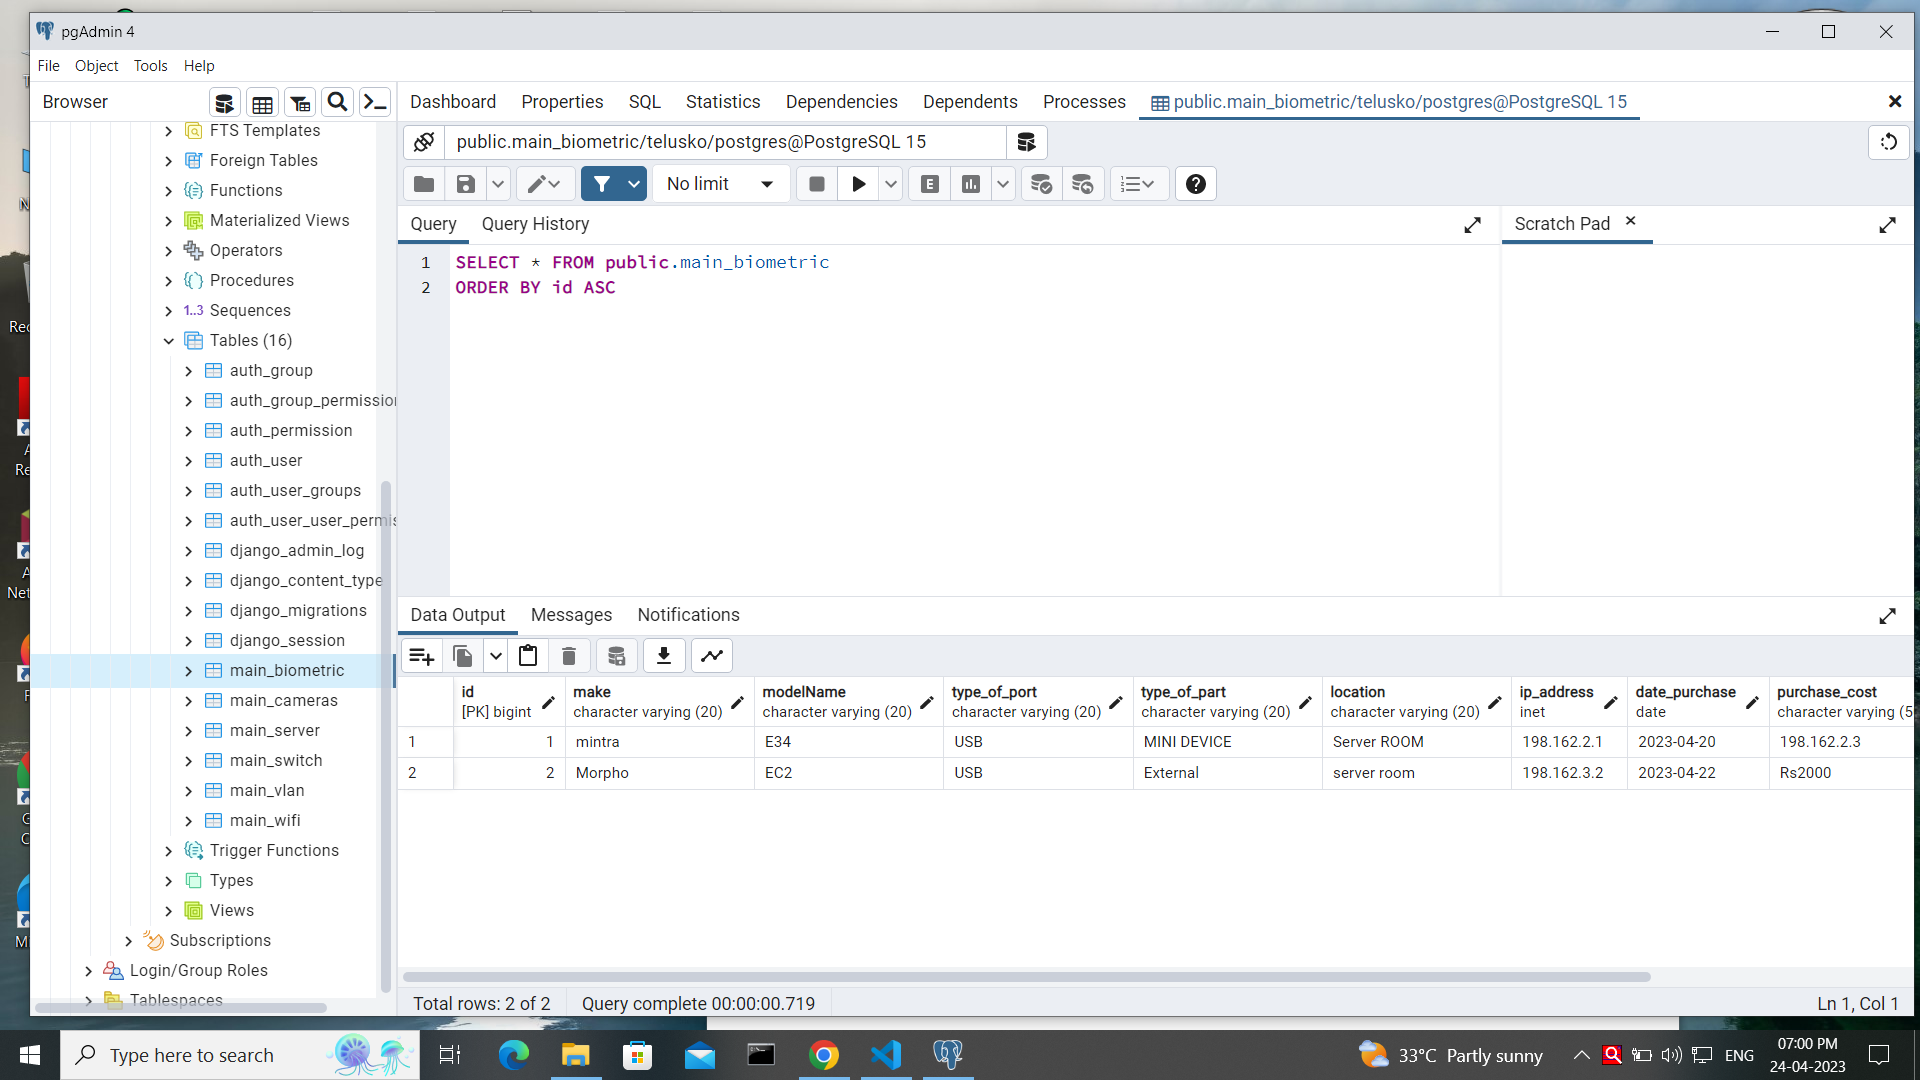 pgAdmin 4
File Object Tools Help
Browser
Dashboard Properties SQL Statistics Dependencies Dependents Processes public.main_biometric/telusko/postgres@PostgreSQL 15
FTS Templates
Foreign Tables
Functions
Materialized Views
Operators
Procedures
1..3 Sequences
Tables (16)
auth_group
auth_group_permission
auth_permission
auth_user
auth_user_groups
auth_user_user_permis
django_admin_log
django_content_type
django_migrations
django_session
main_biometric
main_cameras
main_server
main_switch
main_vlan
main_wifi
Trigger Functions
Types
Views
Subscriptions
Login/Group Roles
Tablespaces
public.main_biometric/telusko/postgres@PostgreSQL 15
No limit
E
Query Query History
Scratch Pad
1 SELECT * FROM public.main_biometric
2 ORDER BY id ASC
Data Output Messages Notifications
id make modelName type_of_port type_of_part location ip_address date_purchase purchase_cost
[PK] bigint character varying (20) character varying (20) character varying (20) character varying (20) character varying (20) inet date character varying (5
1 1 mintra E34 USB MINI DEVICE Server ROOM 198.162.2.1 2023-04-20 198.162.2.3
2 2 Morpho EC2 USB External server room 198.162.3.2 2023-04-22 Rs2000
Total rows: 2 of 2 Query complete 00:00:00.719 Ln 1, Col 1
Type here to search
33°C Partly sunny
ENG
07:00 PM
24-04-2023